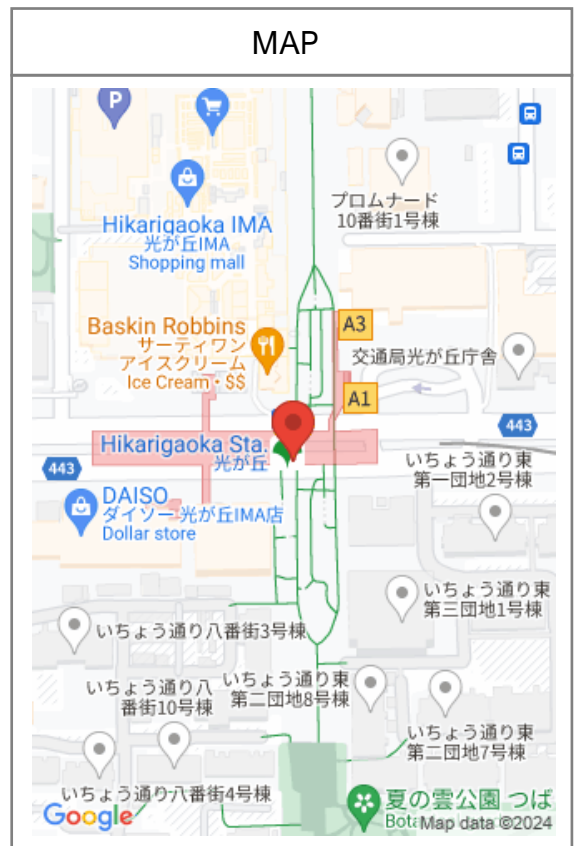 MAP
P
プロムナード
10番街1号棟
Hikarigaoka IMA
光が丘IMA
Shopping mall
A3
Baskin Robbins
サーティワン
アイスクリーム
Ice Cream・$$
交通局光が丘庁舎
A1
443
Hikarigaoka Sta.
光が丘
443
いちょう通り東
第一団地2号棟
DAISO
ダイソー 光が丘IMA店
Dollar store
いちょう通り東
第三団地1号棟
いちょう通り八番街3号棟
いちょう通り東
第二団地8号棟
いちょう通り八
番街10号棟
いちょう通り東
第二団地7号棟
いちょう通り八番街4号棟
夏の雲公園 つば
Google
Map data ©2024